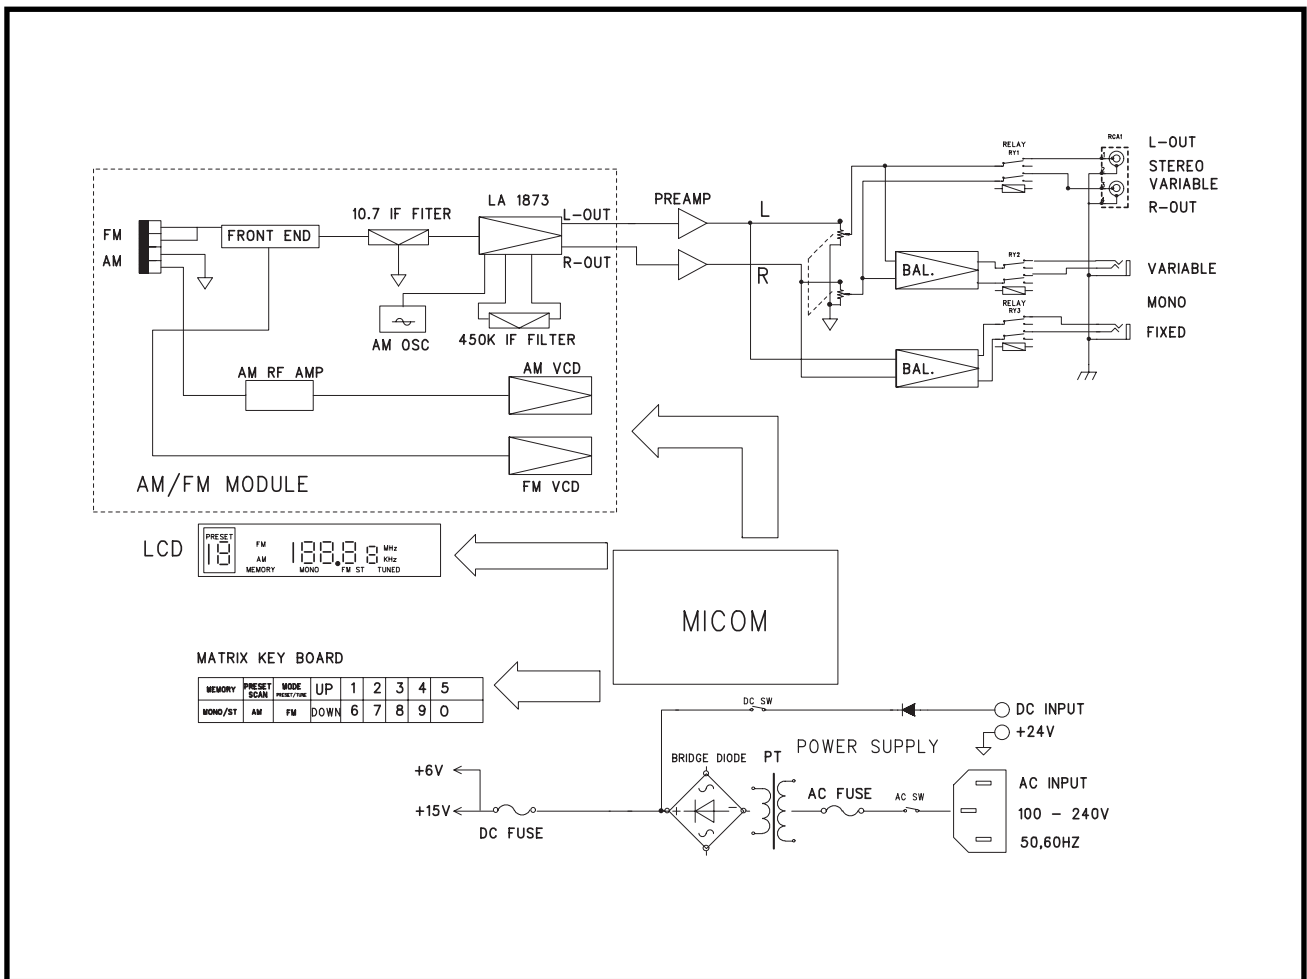 RCA1
L-OUT
RELAY
RY1
STEREO
VARIABLE
R-OUT
LA 1873
PREAMP
10.7 IF FITER
L-OUT
L
FM
FRONT END
AM
R-OUT
R
RY2
BAL.
VARIABLE
RELAY
RY3
MONO
FIXED
AM OSC
450K IF FILTER
AM RF AMP
AM VCD
BAL.
AM/FM MODULE
FM VCD
LCD
PRESET
18
FM
AM
MEMORY
188.88
MHz
KHz
MONO
FM ST
TUNED
MICOM
MATRIX KEY BOARD
MEMORY PRESET SCAN MODE PRESET/TUNE UP 1 2 3 4 5
MONO/ST AM FM DOWN 6 7 8 9 0
DC SW
DC INPUT
+24V
POWER SUPPLY
BRIDGE DIODE
PT
+6V
AC INPUT
AC FUSE
AC SW
+15V
+
-
100 - 240V
DC FUSE
50,60HZ